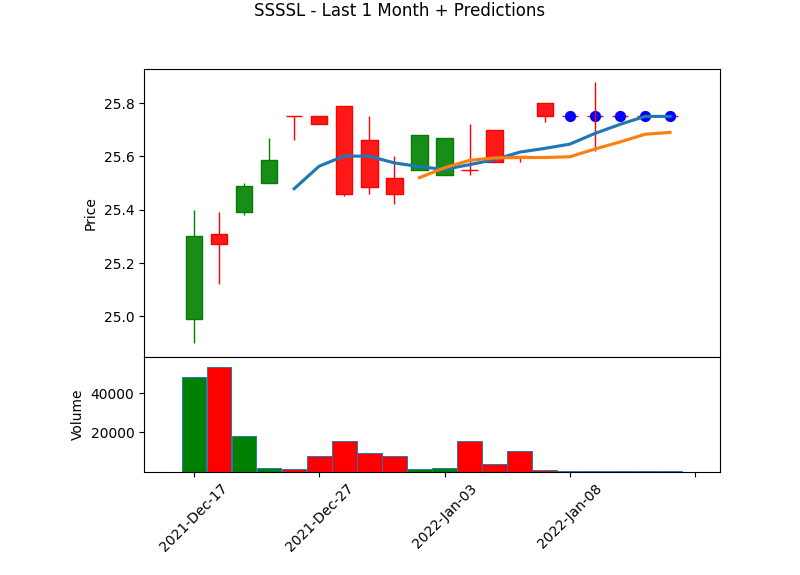 SSSSL - Last 1 Month + Predictions
25.8
25.6
25.4
25.2
25.0
Price
40000
20000
Volume
2021-Dec-17
2021-Dec-27
2022-Jan-03
2022-Jan-08